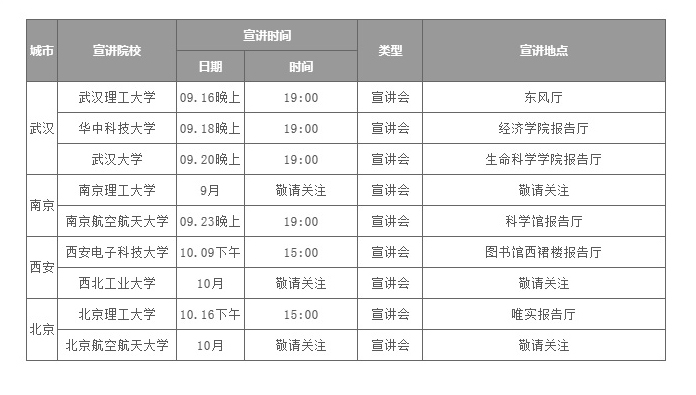 城市 宣讲院校 宣讲时间 类型 宣讲地点
日期 时间
武汉 武汉理工大学 09.16晚上 19:00 宣讲会 东风厅
华中科技大学 09.18晚上 19:00 宣讲会 经济学院报告厅
武汉大学 09.20晚上 19:00 宣讲会 生命科学学院报告厅
南京 南京理工大学 9月 敬请关注 宣讲会 敬请关注
南京航空航天大学 09.23晚上 19:00 宣讲会 科学馆报告厅
西安 西安电子科技大学 10.09下午 15:00 宣讲会 图书馆西裙楼报告厅
西北工业大学 10月 敬请关注 宣讲会 敬请关注
北京 北京理工大学 10.16下午 15:00 宣讲会 唯实报告厅
北京航空航天大学 10月 敬请关注 宣讲会 敬请关注